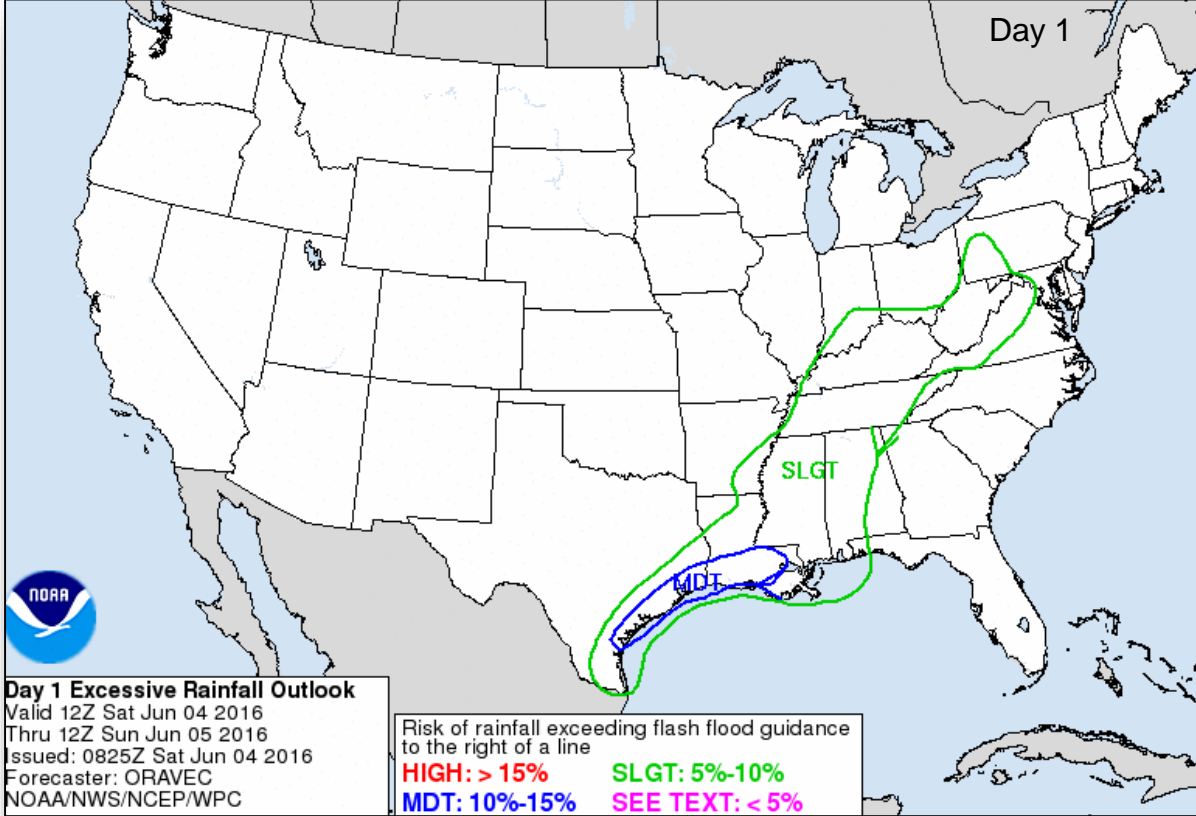 Day 1
SLGT
MDT
NOAA
Day 1 Excessive Rainfall Outlook
Valid 12Z Sat Jun 04 2016
Thru 12Z Sun Jun 05 2016
Issued: 0825Z Sat Jun 04 2016
Forecaster: ORAVEC
NOAA/NWS/NCEP/WPC
Risk of rainfall exceeding flash flood guidance
to the right of a line
HIGH: > 15% SLGT: 5%-10%
MDT: 10%-15% SEE TEXT: < 5%